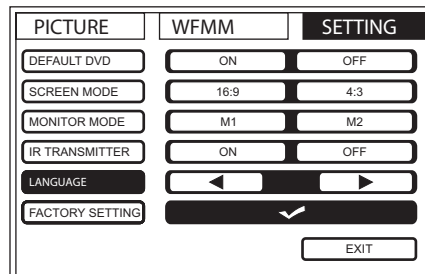 PICTURE WFMM SETTING
DEFAULT DVD ON OFF
SCREEN MODE 16:9 4:3
MONITOR MODE M1 M2
IR TRANSMITTER ON OFF
LANGUAGE
FACTORY SETTING
EXIT